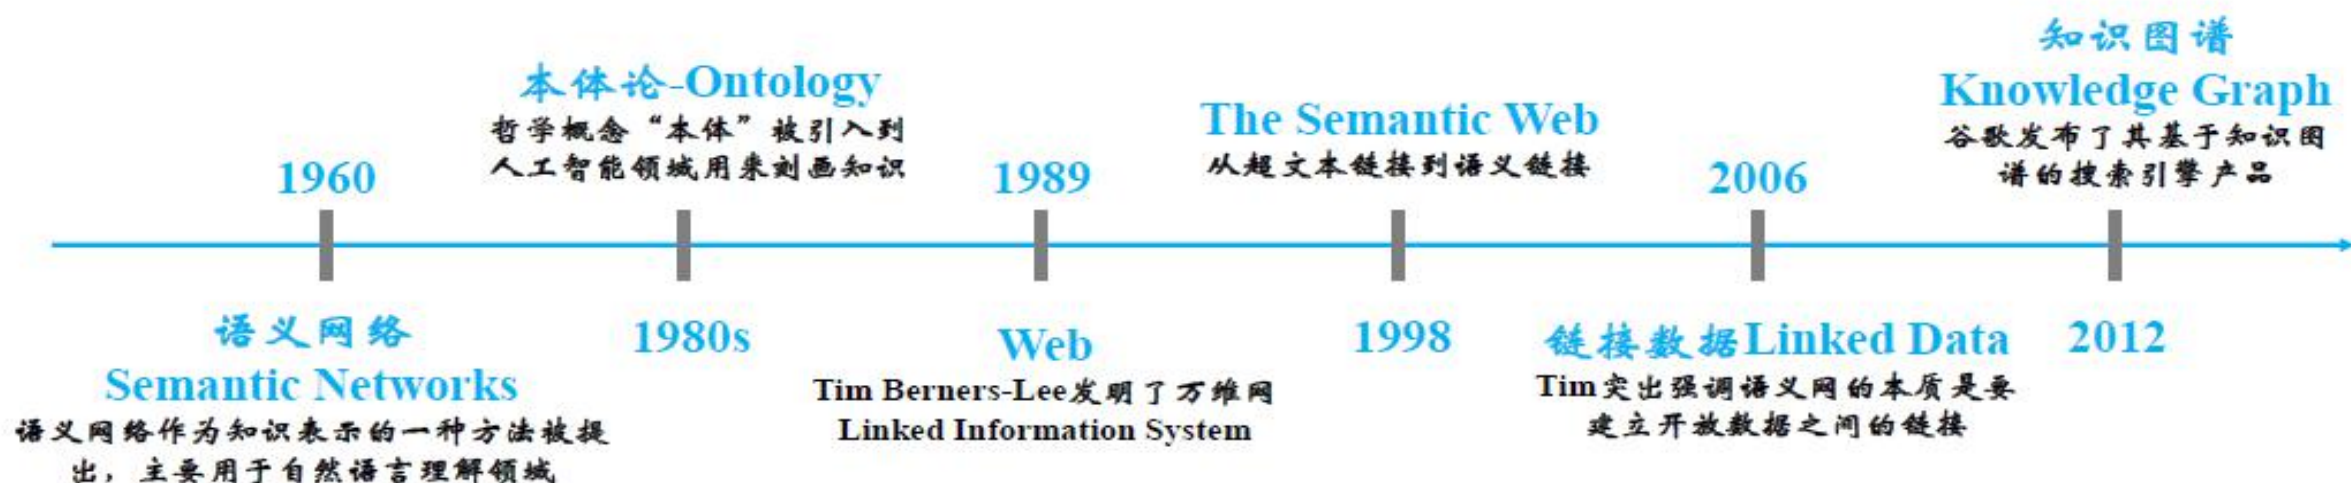 1960
语义网络
Semantic Networks
语义网络作为知识表示的一种方法被提
出，主要用于自然语言理解领域
本体论-Ontology
哲学概念“本体”被引入到
人工智能领域用来刻画知识
1980s
1989
Web
Tim Berners-Lee发明了万维网
Linked Information System
The Semantic Web
从超文本链接到语义链接
1998
2006
链接数据Linked Data
Tim突出强调语义网的本质是要
建立开放数据之间的链接
知识图谱
Knowledge Graph
谷歌发布了其基于知识图
谱的搜索引擎产品
2012